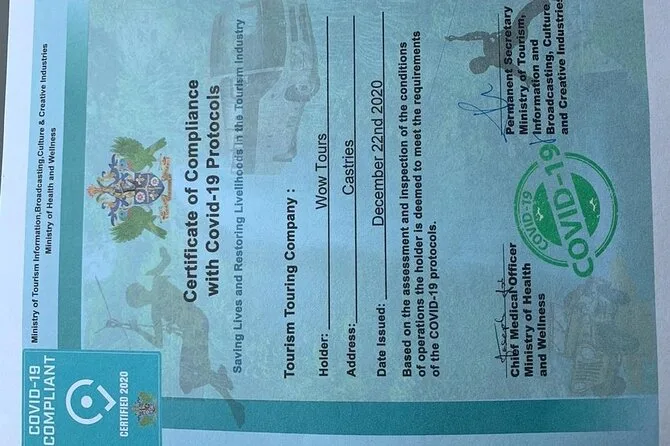 Ministry of Tourism Information,Broadcasting,Culture & Creative Industries
Ministry of Health and Wellness
COVID-19
COMPLIANT
CERTIFIED 2020
Certificate of Compliance
with Covid-19 Protocols
Saving Lives and Restoring Livelihoods in the Tourism Industry
Tourism Touring Company :
Holder: Wow Tours
Address: Castries
Date Issued: December 22nd 2020
Based on the assessment and inspection of the conditions
of operations the holder is deemed to meet the requirements
of the COVID-19 protocols.
Chief Medical Officer
Ministry of Health
and Wellness
COVID-19
COVID-19
COVID-19
Permanent Secretary
Ministry of Tourism,
Information and
Broadcasting, Culture,
and Creative Industries